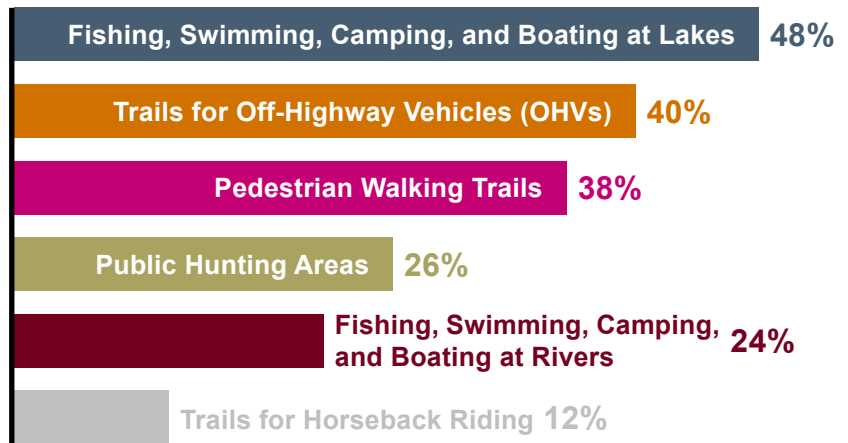 Fishing, Swimming, Camping, and Boating at Lakes 48%
Trails for Off-Highway Vehicles (OHVs) 40%
Pedestrian Walking Trails 38%
Public Hunting Areas 26%
Fishing, Swimming, Camping,
and Boating at Rivers 24%
Trails for Horseback Riding 12%